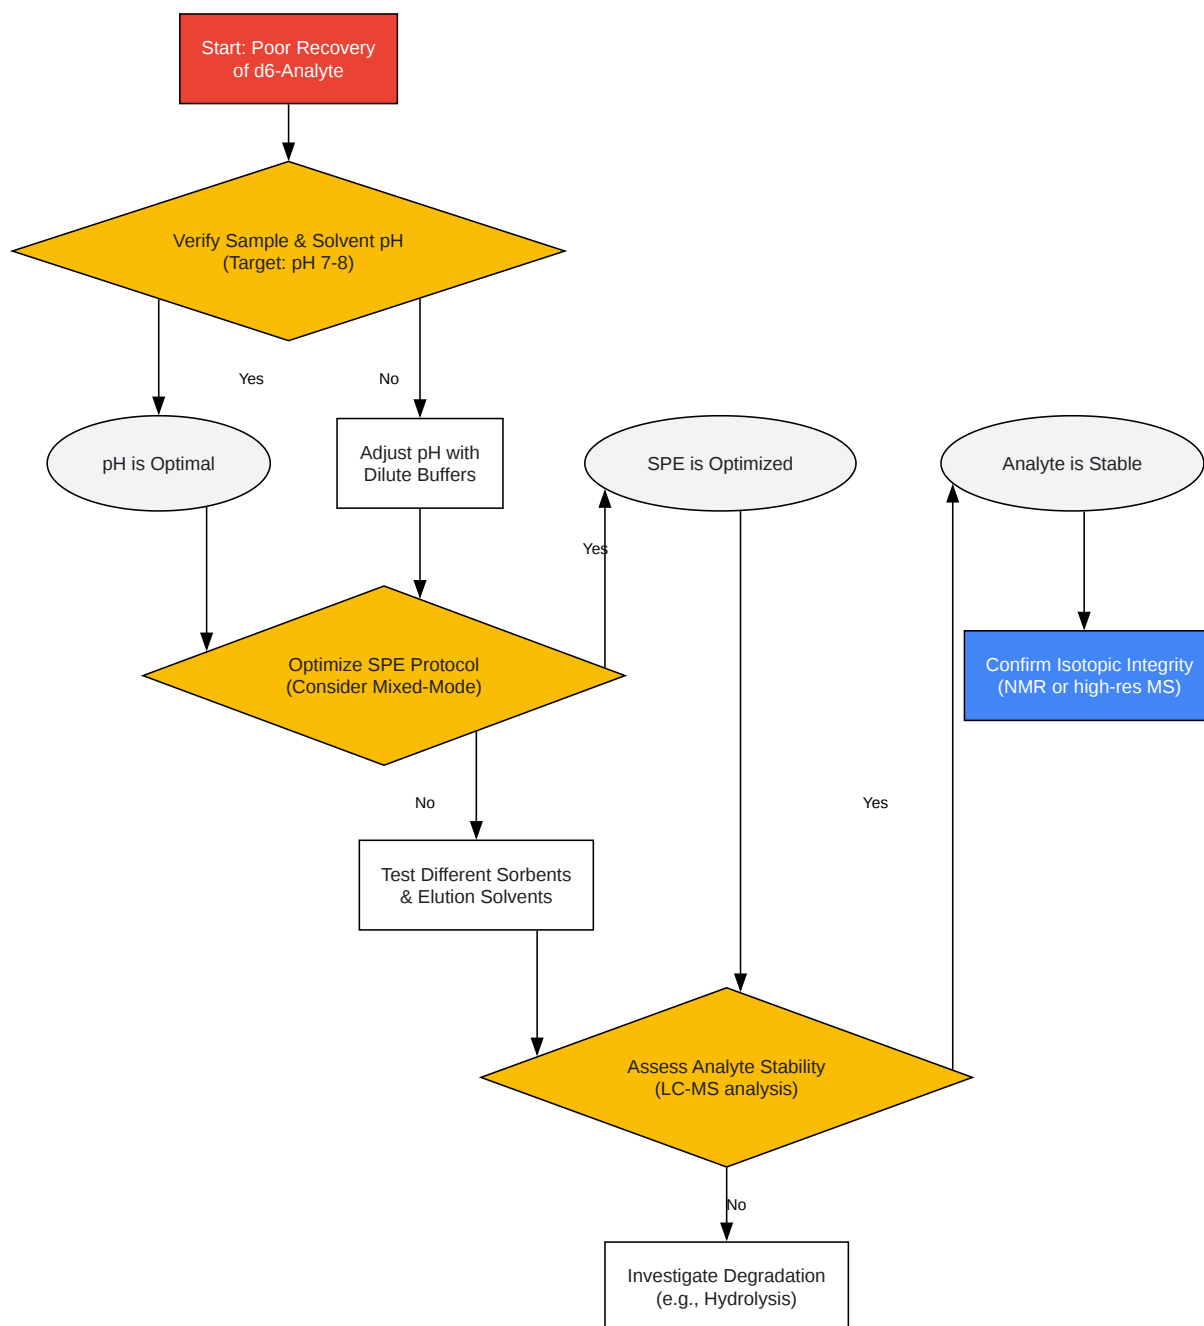 Start: Poor Recovery
of d6-Analyte
Verify Sample & Solvent pH
(Target: pH 7-8)
Yes
No
pH is Optimal
Adjust pH with
Dilute Buffers
SPE is Optimized
Analyte is Stable
Yes
Optimize SPE Protocol
(Consider Mixed-Mode)
Confirm Isotopic Integrity
(NMR or high-res MS)
No
Yes
Test Different Sorbents
& Elution Solvents
Assess Analyte Stability
(LC-MS analysis)
No
Investigate Degradation
(e.g., Hydrolysis)